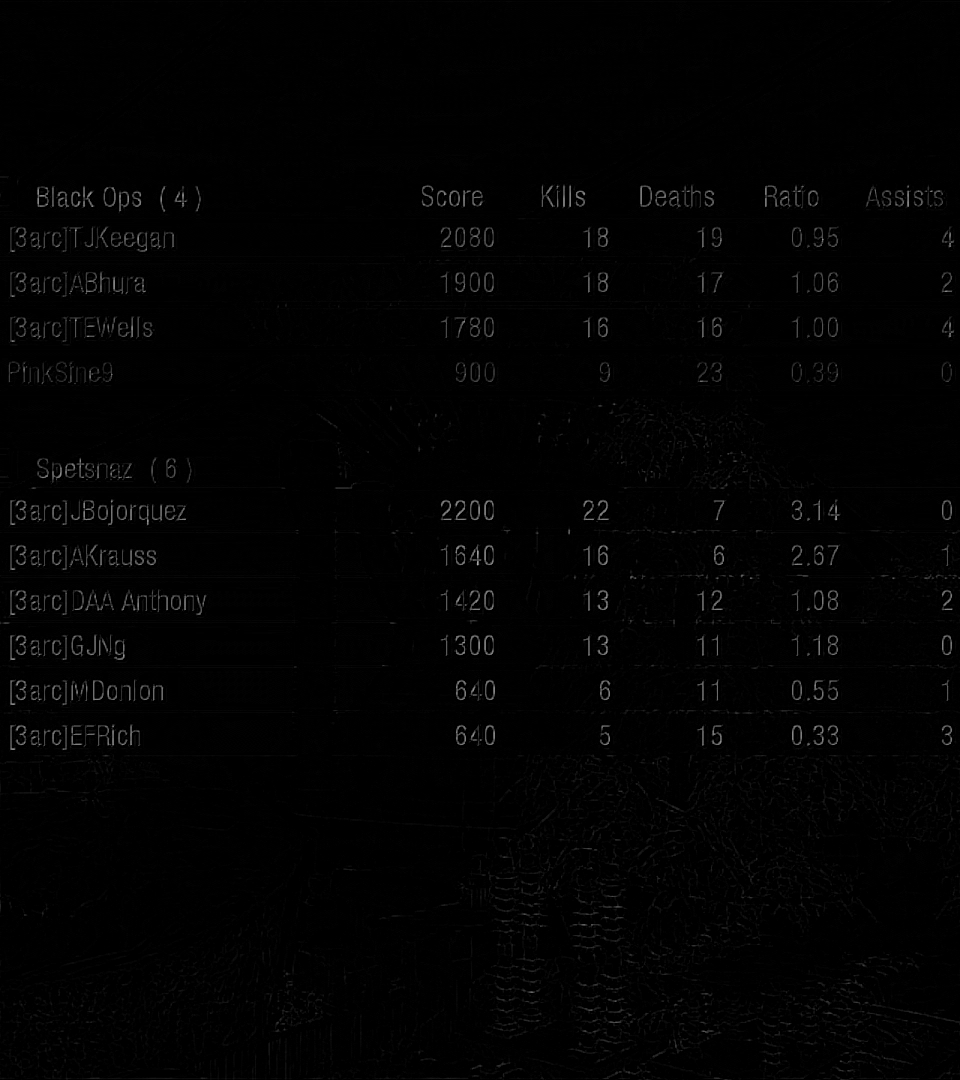 Black Ops ( 4 ) Score Kills Deaths Ratio Assists
[3arc]TJKeegan 2080 18 19 0.95 4
[3arc]ABhura 1900 18 17 1.06 2
[3arc]TEWells 1780 16 16 1.00 4
PinkSine9 900 9 23 0.39 0
Spetsnaz ( 6 )
[3arc]JBojorquez 2200 22 7 3.14 0
[3arc]AKrauss 1640 16 6 2.67 1
[3arc]DAA Anthony 1420 13 12 1.08 2
[3arc]GJNg 1300 13 11 1.18 0
[3arc]MDonlon 640 6 11 0.55 1
[3arc]EFRich 640 5 15 0.33 3